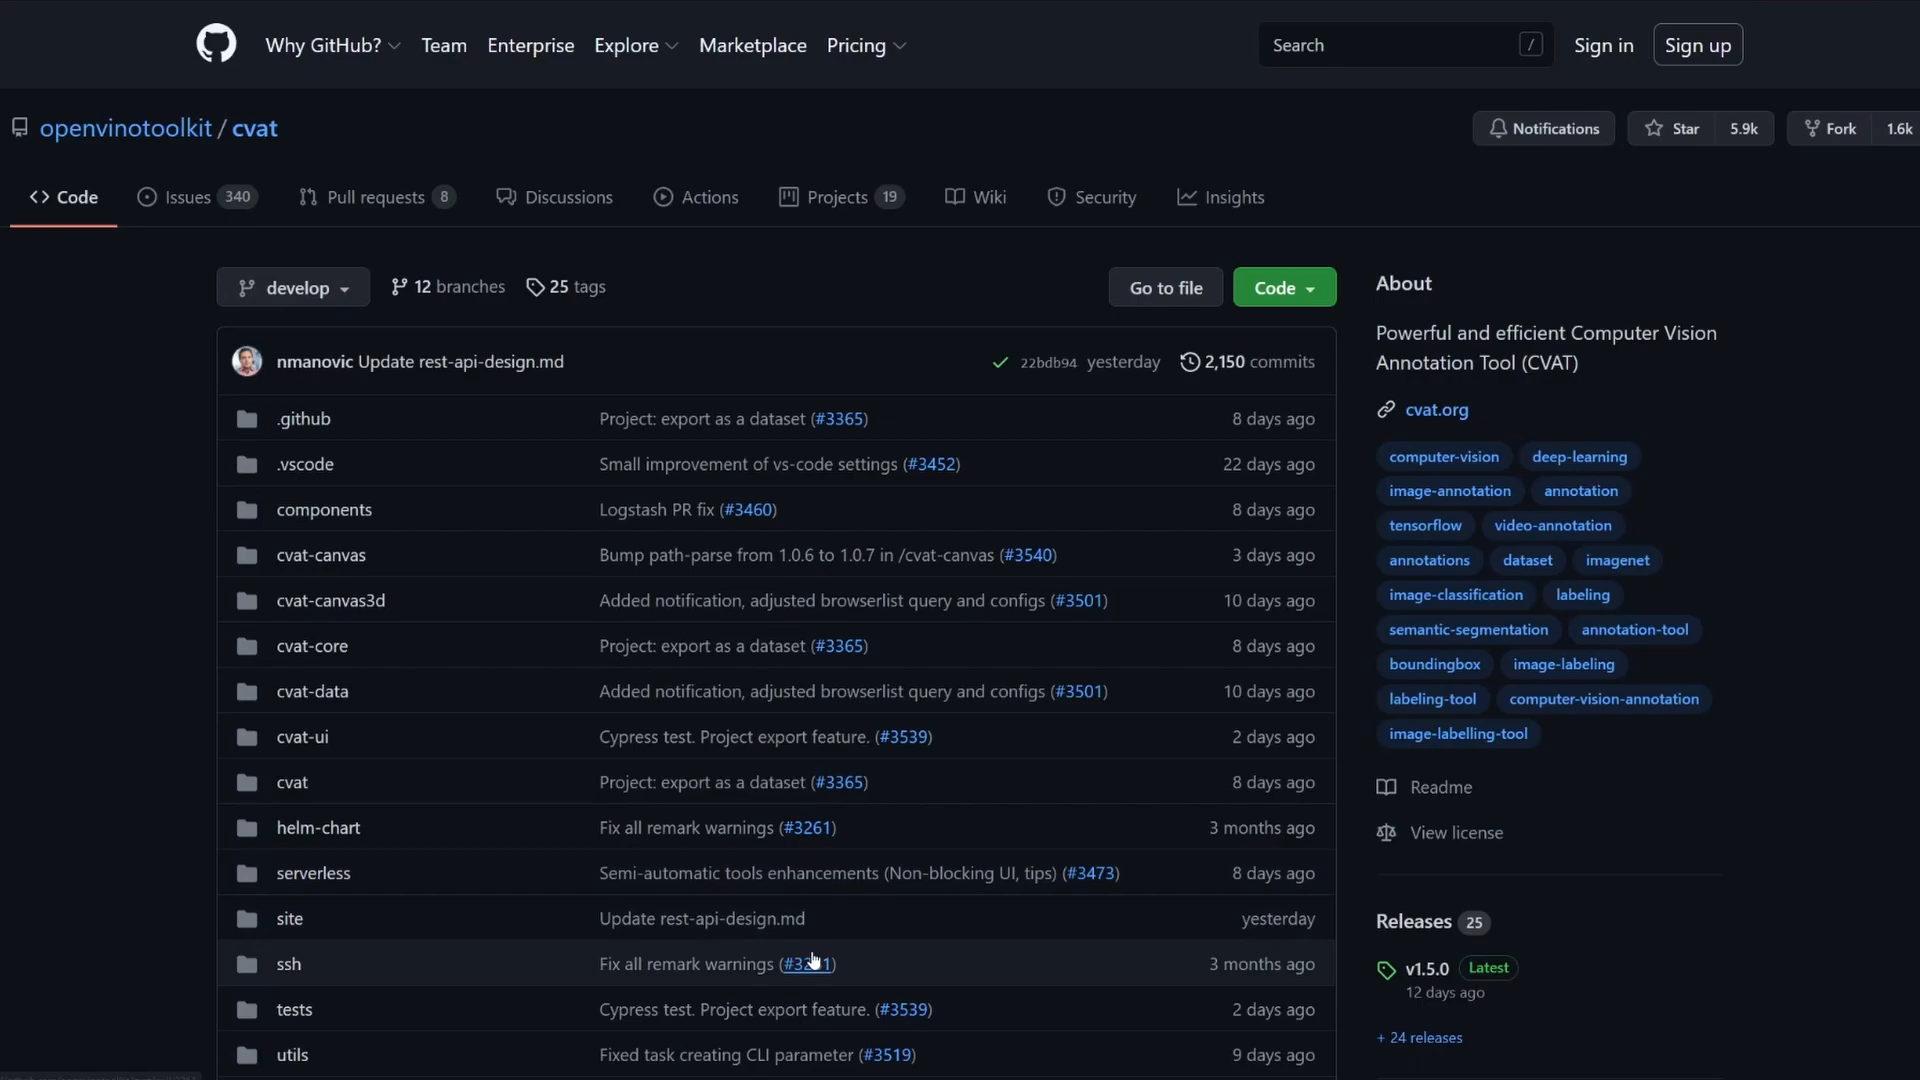 Why GitHub? Team Enterprise Explore Marketplace Pricing Search / Sign in Sign up
openvinotoolkit / cvat Notifications Star 5.9k Fork 1.6k
Code Issues 340 Pull requests 8 Discussions Actions Projects 19 Wiki Security Insights
develop 12 branches 25 tags Go to file Code
nmanovic Update rest-api-design.md 22bdb94 yesterday 2,150 commits
.github Project: export as a dataset (#3365) 8 days ago
.vscode Small improvement of vs-code settings (#3452) 22 days ago
components Logstash PR fix (#3460) 8 days ago
cvat-canvas Bump path-parse from 1.0.6 to 1.0.7 in /cvat-canvas (#3540) 3 days ago
cvat-canvas3d Added notification, adjusted browserlist query and configs (#3501) 10 days ago
cvat-core Project: export as a dataset (#3365) 8 days ago
cvat-data Added notification, adjusted browserlist query and configs (#3501) 10 days ago
cvat-ui Cypress test. Project export feature. (#3539) 2 days ago
cvat Project: export as a dataset (#3365) 8 days ago
helm-chart Fix all remark warnings (#3261) 3 months ago
serverless Semi-automatic tools enhancements (Non-blocking UI, tips) (#3473) 8 days ago
site Update rest-api-design.md yesterday
ssh Fix all remark warnings 3 months ago
tests Cypress test. Project export feature. (#3539) 2 days ago
utils Fixed task creating CLI parameter (#3519) 9 days ago
About
Powerful and efficient Computer Vision
Annotation Tool (CVAT)
cvat.org
computer-vision deep-learning
image-annotation annotation
tensorflow video-annotation
annotations dataset imagenet
image-classification labeling
semantic-segmentation annotation-tool
boundingbox image-labeling
labeling-tool computer-vision-annotation
image-labelling-tool
Readme
View license
Releases 25
v1.5.0 Latest
12 days ago
+ 24 releases